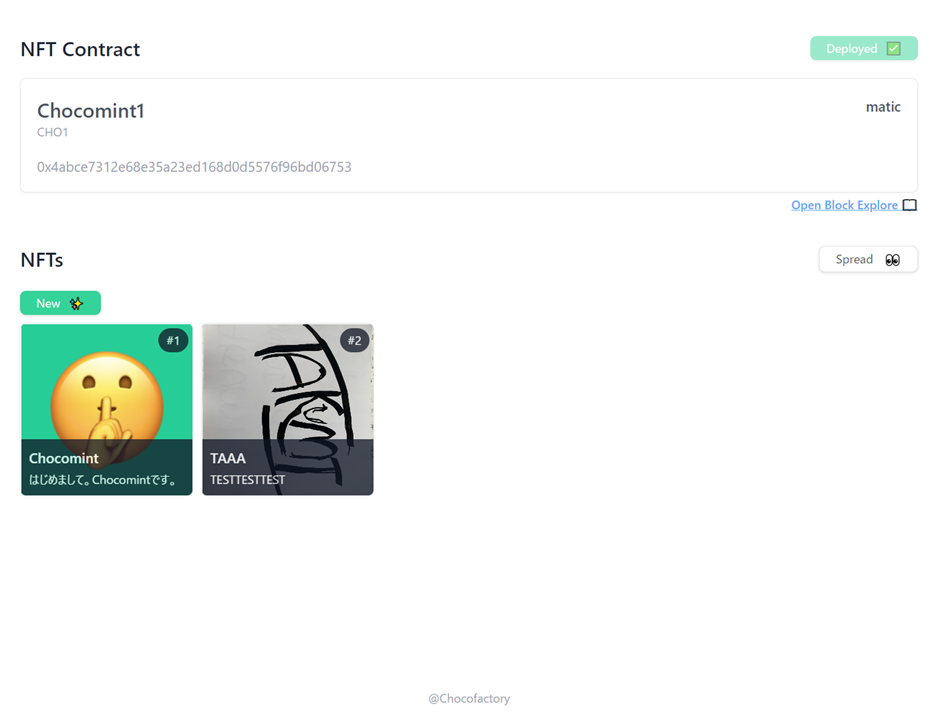 NFT Contract
Deployed ✅
Chocomint1
matic
CHO1
0x4abce7312e68e35a23ed168d0d5576f96bd06753
Open Block Explore
NFTs
Spread 👀
New ✨
#1
Chocomint
はじめまして。Chocomintです。
#2
TAAA
TESTTESTTEST
@Chocofactory